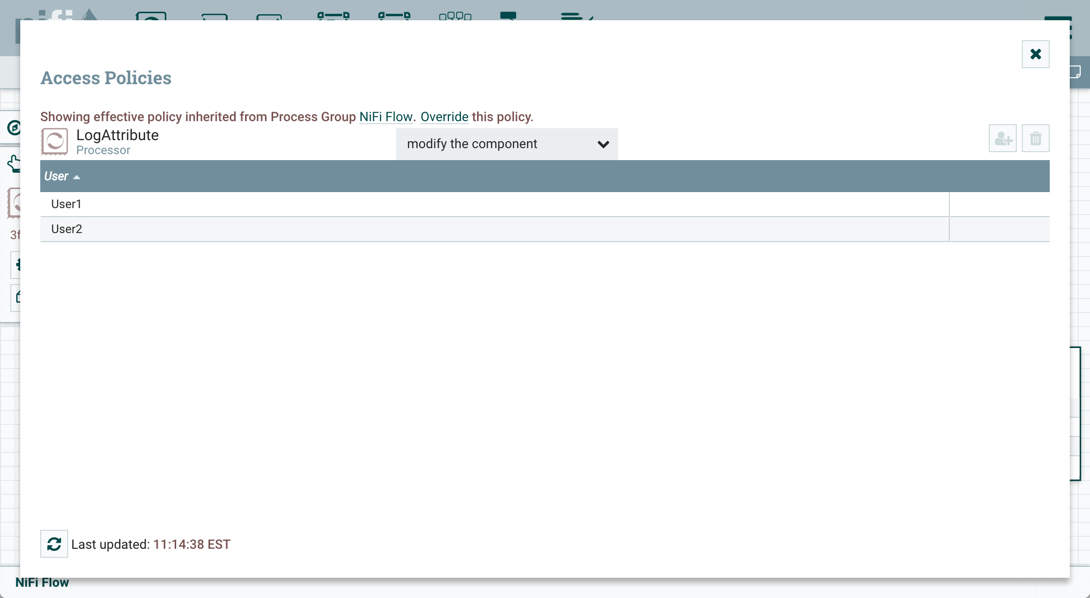 Access Policies
Showing effective policy inherited from Process Group NiFi Flow. Override this policy.
LogAttribute
Processor
modify the component
User
User1
User2
Last updated: 11:14:38 EST
NiFi Flow